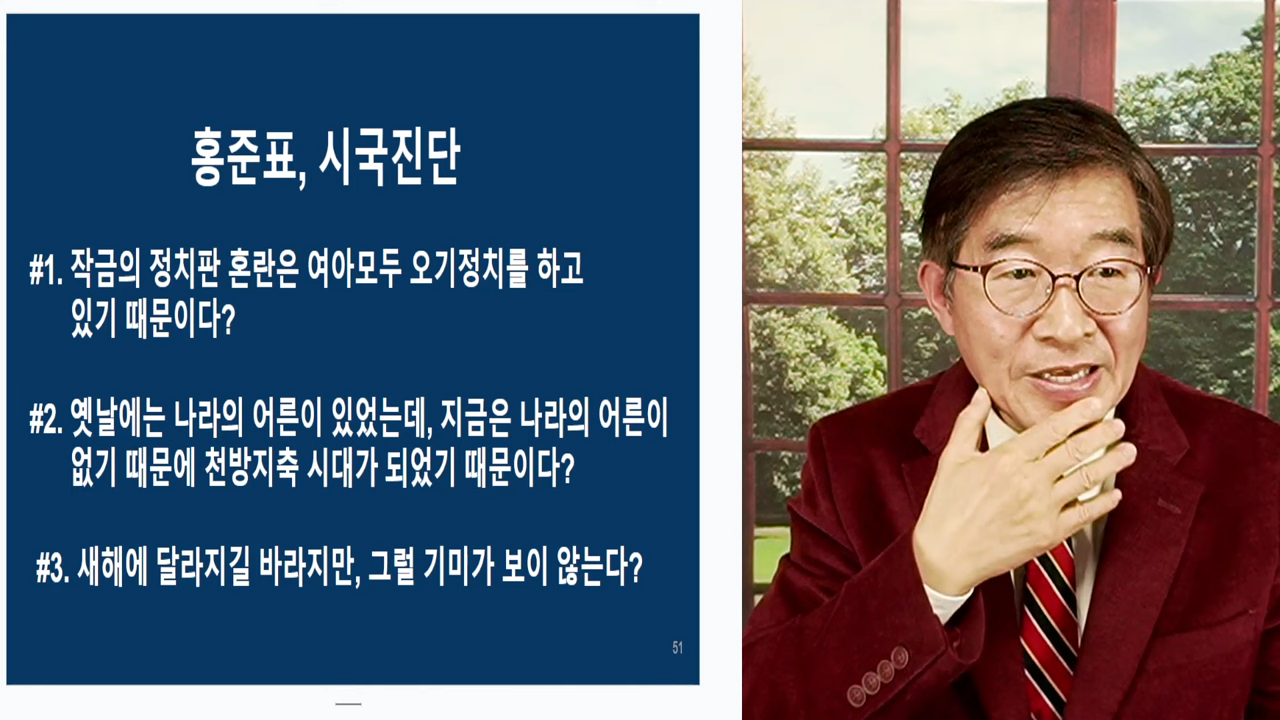 홍준표, 시국진단
#1. 작금의 정치판 혼란은 여야모두 오기정치를 하고
있기 때문이다?
#2. 옛날에는 나라의 어른이 있었는데, 지금은 나라의 어른이
없기 때문에 천방지축 시대가 되었기 때문이다?
#3. 새해에 달라지길 바라지만, 그럴 기미가 보이 않는다?
51